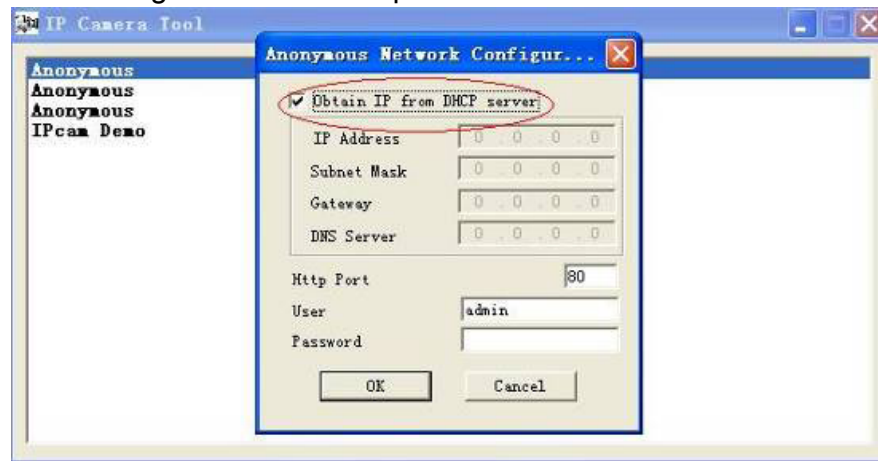 IP Camera Tool
Anonymous Network Configur...
Anonymous
Anonymous
Anonymous
IPcam Demo
Obtain IP from DHCP server
IP Address 0 . 0 . 0 . 0
Subnet Mask 0 . 0 . 0 . 0
Gateway 0 . 0 . 0 . 0
DNS Server 0 . 0 . 0 . 0
Http Port 80
User admin
Password
OK Cancel